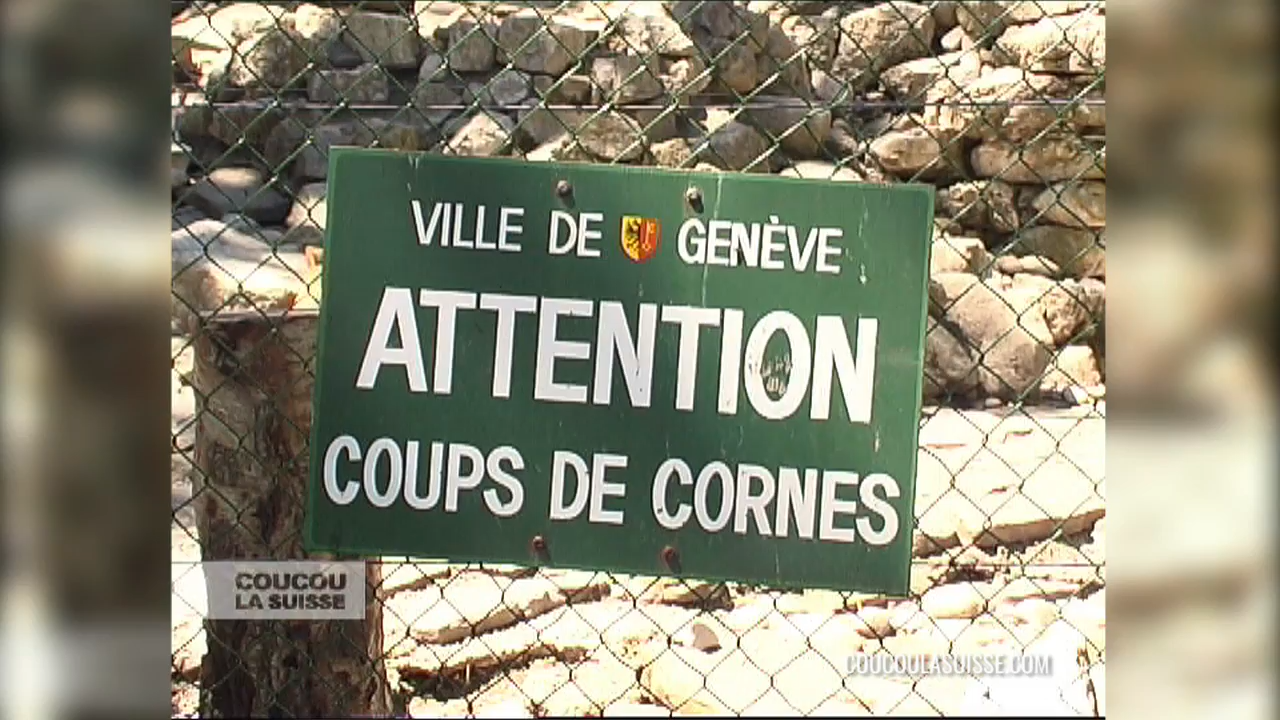 VILLE DE GENÈVE
ATTENTION
COUPS DE CORNES
COUCOU
LA SUISSE
COUCOULASUISSE.COM